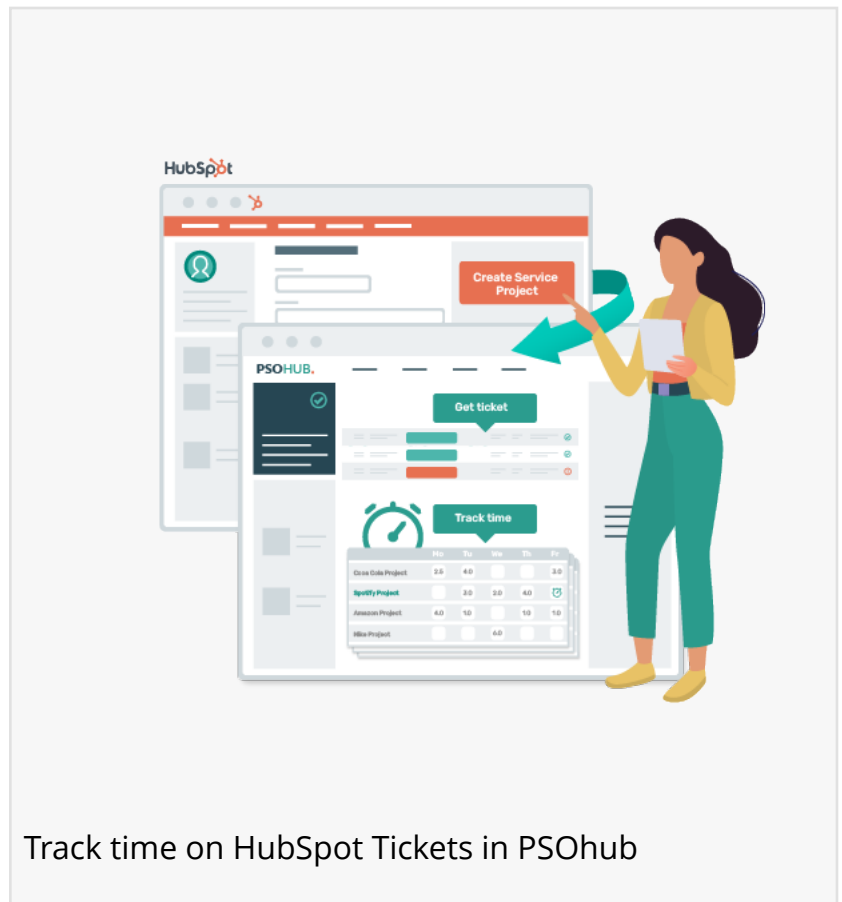 HubSpot
Create Service
Project
PSOHUB.
Get ticket
Track time
Mo Tu We Th Fr
Coca Cola Project 2.5 4.0 3.0
Spotify Project 3.0 2.0 4.0
Amazon Project 4.0 1.0 1.0 1.0
Nike Project 6.0
Track time on HubSpot Tickets in PSOhub